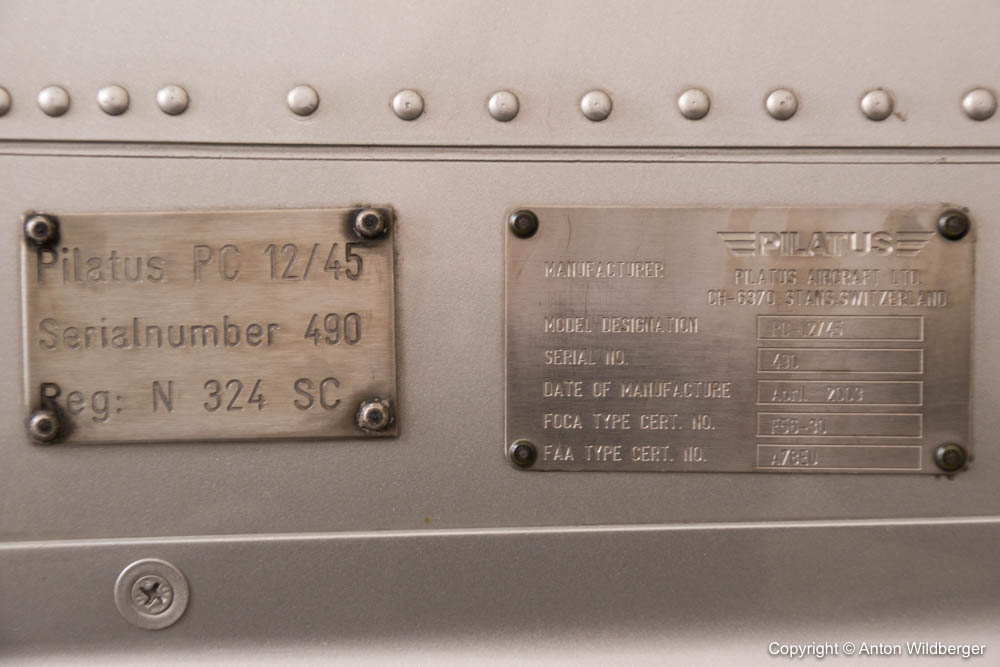 Pilatus PC 12/45
Serialnumber 490
Reg: N 324 SC
PILATUS
MANUFACTURER
PILATUS AIRCRAFT LTD.
CH-6370 STANS.SWITZERLAND.
MODEL DESIGNATION PC-12/45
SERIAL NO. 490
DATE OF MANUFACTURE April 2003
FOCA TYPE CERT. NO. F56-30
FAA TYPE CERT. NO. A78EU
Copyright © Anton Wildberger